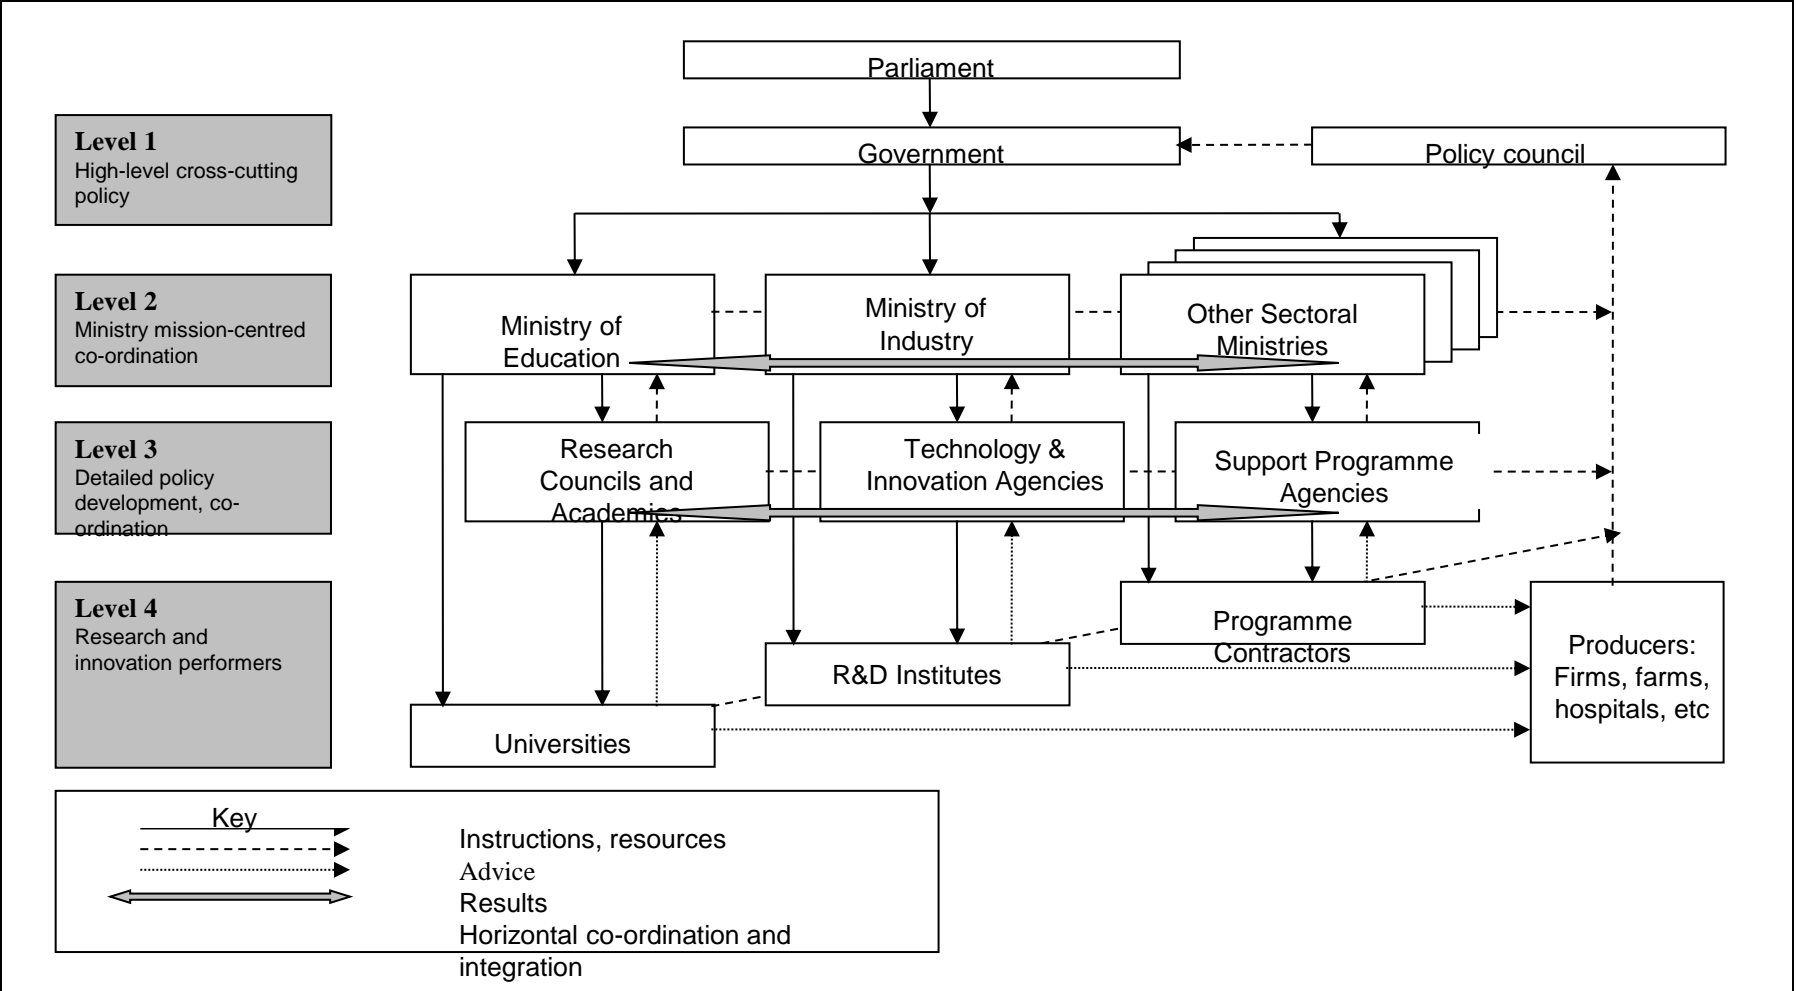 Parliament
Level 1
High-level cross-cutting
policy
Government
Policy council
Level 2
Ministry mission-centred
co-ordination
Ministry of
Education
Ministry of
Industry
Other Sectoral
Ministries
Level 3
Detailed policy
development, co-
ordination
Research
Councils and
Academics
Technology &
Innovation Agencies
Support Programme
Agencies
Level 4
Research and
innovation performers
Programme
Contractors
R&D Institutes
Universities
Producers:
Firms, farms,
hospitals, etc
Key
Instructions, resources
Advice
Results
Horizontal co-ordination and
integration